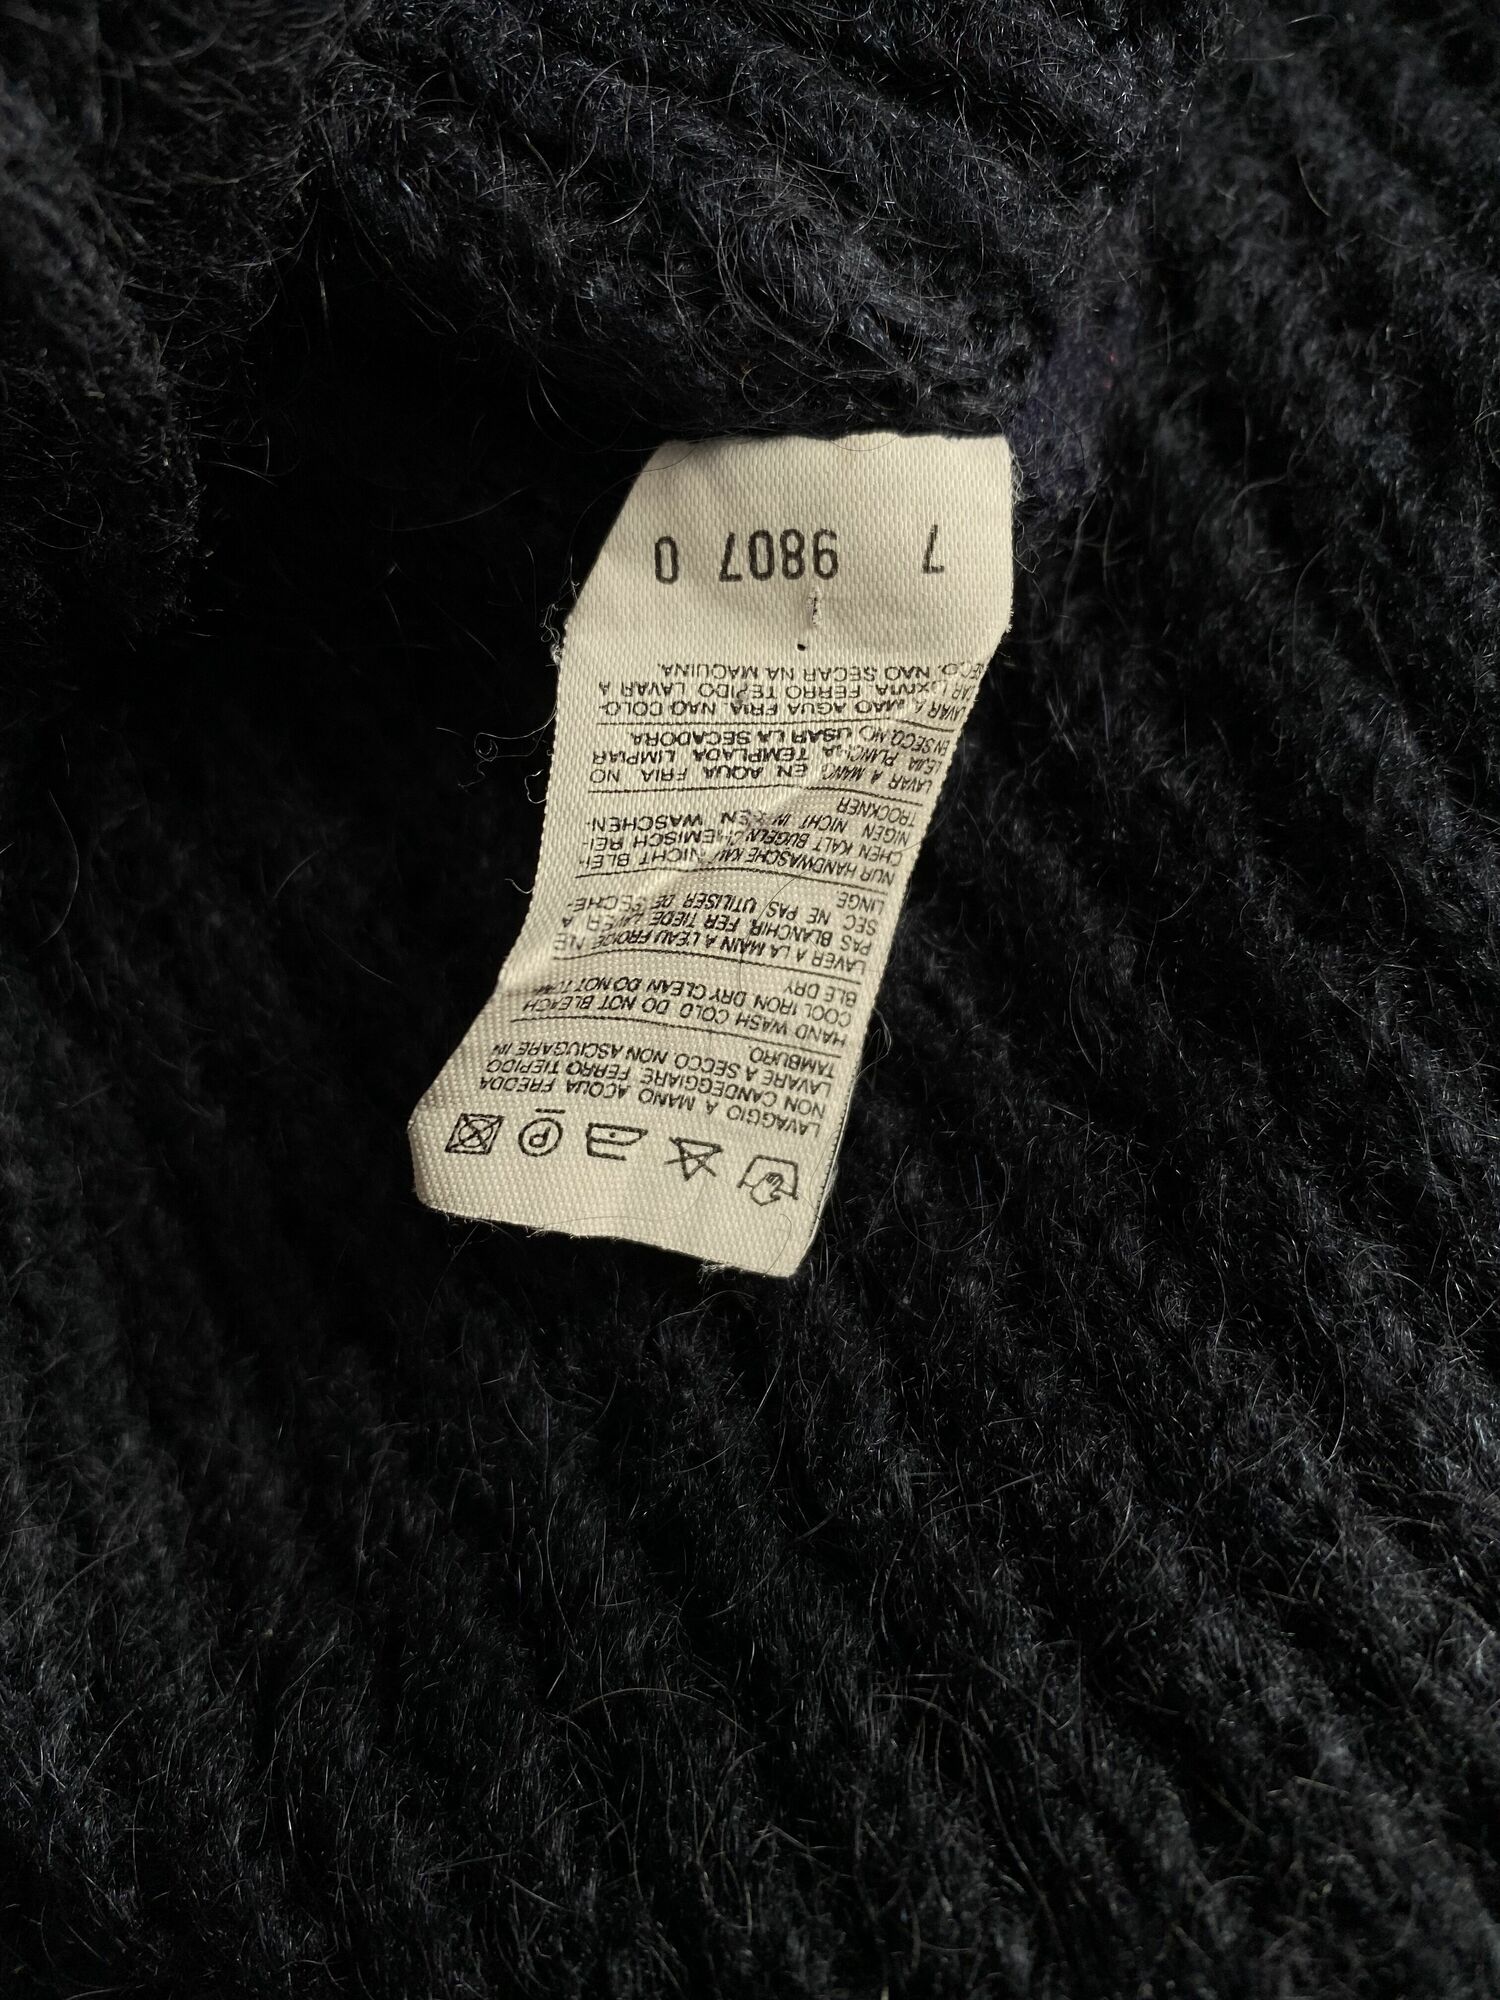 P
LAVAGGIO A MANO ACQUA FREDDA
NON CANDEGGIARE FERRO TIEPIDO
LAVARE A SECCO NON ASCIUGARE IN
TAMBURO.
HAND WASH COLD DO NOT BLEACH
COOL IRON DRY CLEAN DO NOT TUM-
BLE DRY
LAVER A LA MAIN A L'EAU FROIDE NE
PAS BLANCHIR. FER TIEDE LAVER A
SEC NE PAS UTILISER DE SECHE-
LINGE
NUR HANDWASCHE KALT NICHT BLEI-
CHEN KALT BUGELN CHEMISCH REI-
NIGEN NICHT WASCHEN-
TROCKNER
LAVAR A MANO EN AQUA FRIA NO
LEJIA PLANCHA TEMPLADA LIMPIAR
EN SECO. NO USAR LA SECADORA.
LAVAR A MAO AGUA FRIA. NAO COLO-
CAR LIXIVIA. FERRO TEPIDO LAVAR A
SECO. NAO SECAR NA MAQUINA.
7 9807 0